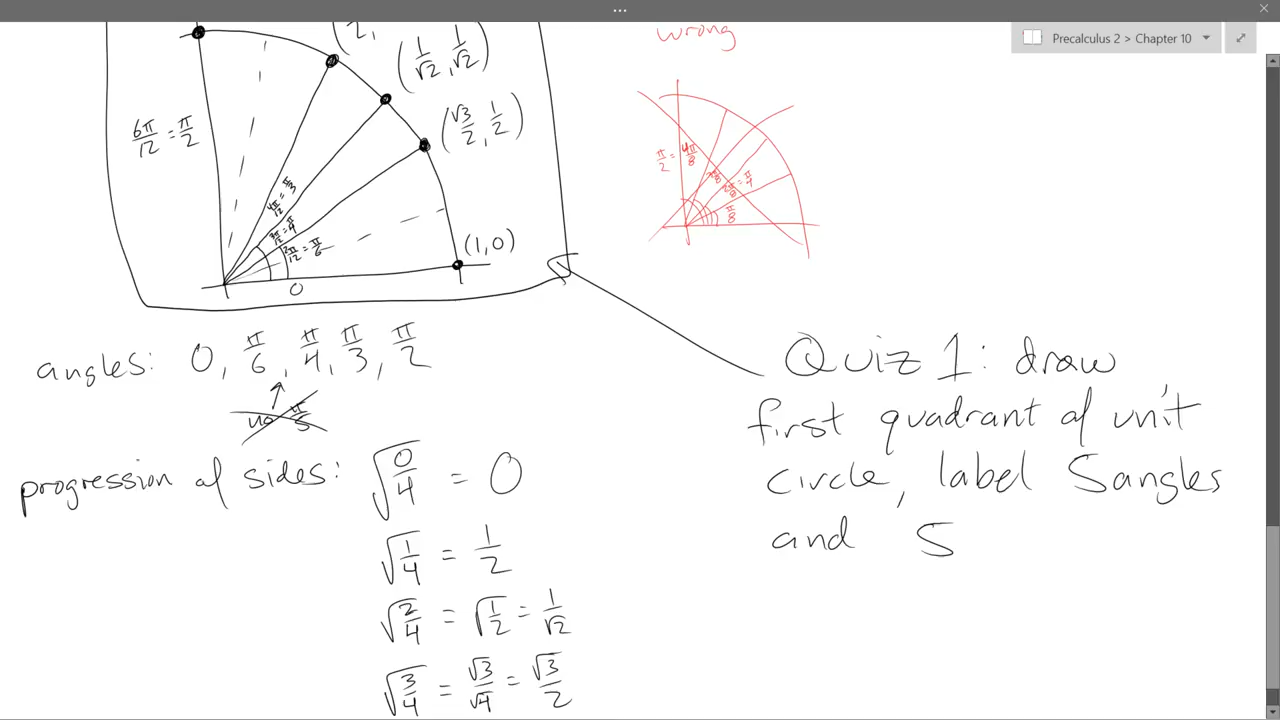 ...
Precalculus 2 > Chapter 10
wrong
2,
(1/√2, 1/√2)
(√3/2, 1/2)
6π/12 = π/2
4π/12 = π/3
3π/12 = π/4
2π/12 = π/6
0
(1,0)
π/2 = 4π/8
2π/8 = π/4
π/8
angles: 0, π/6, π/4, π/3, π/2
no π/5
progression of sides: √(0/4) = 0
√(1/4) = 1/2
√(2/4) = √(1/2) = 1/√2
√(3/4) = √3/√4 = √3/2
Quiz 1: draw
first quadrant of unit
circle, label 5 angles
and 5